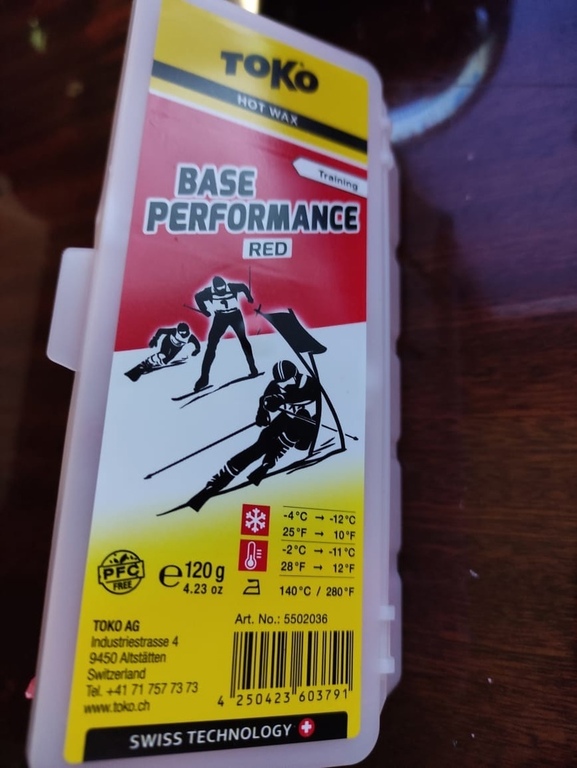 TOKO
HOT WAX
Training
BASE
PERFORMANCE
RED
1
-4°C → -12°C
25°F → 10°F
-2°C → -11°C
28°F → 12°F
140°C / 280°F
PFC
FREE
e 120 g
4.23 oz
Art. No.: 5502036
TOKO AG
Industriestrasse 4
9450 Altstätten
Switzerland
Tel. +41 71 757 73 73
www.toko.ch
4 250423 603791
SWISS TECHNOLOGY